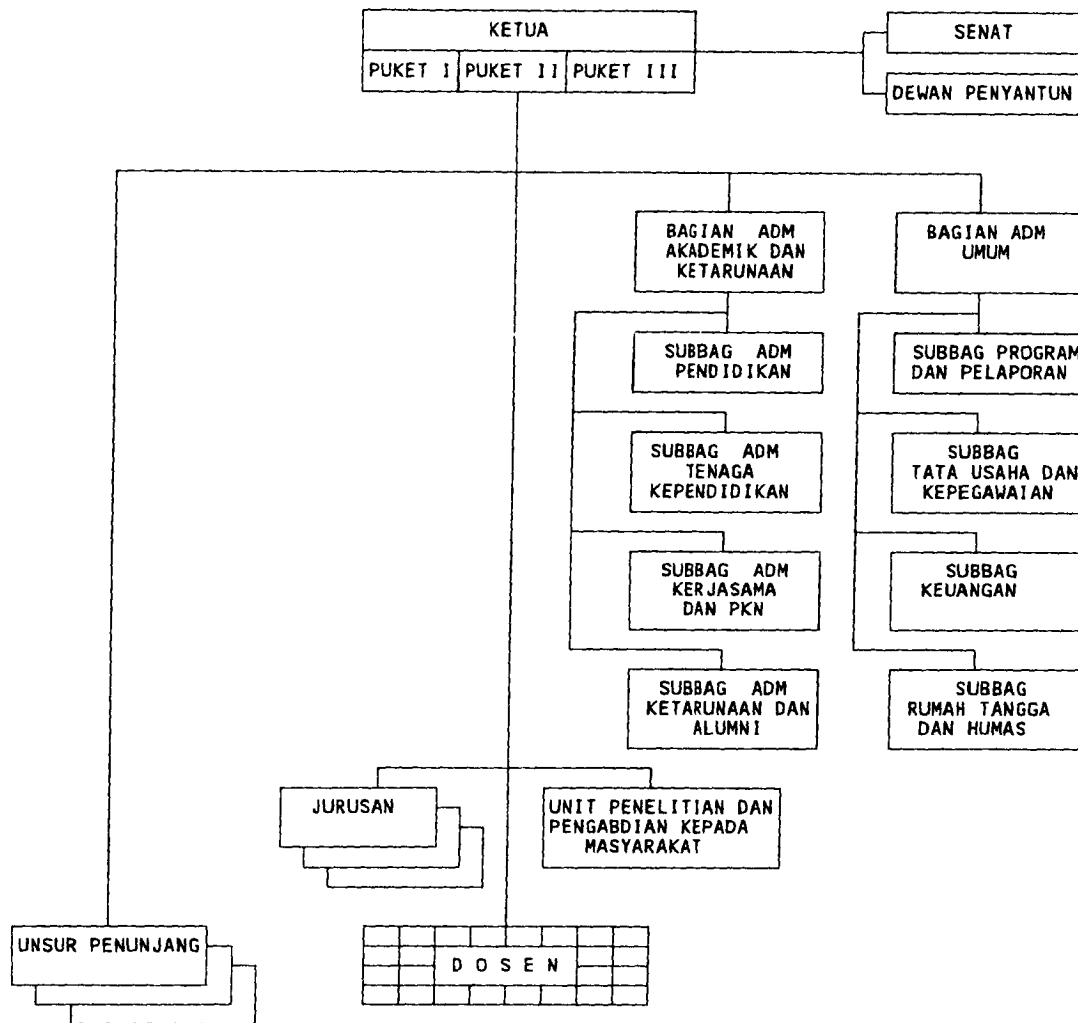 KETUA
SENAT
PUKET I PUKET II PUKET III
DEWAN PENYANTUN
BAGIAN ADM
AKADEMIK DAN
KETARUNAAN
BAGIAN ADM
UMUM
SUBBAG ADM
PENDIDIKAN
SUBBAG PROGRAM
DAN PELAPORAN
SUBBAG ADM
TENAGA
KEPENDIDIKAN
SUBBAG
TATA USAHA DAN
KEPEGAWAIAN
SUBBAG ADM
KERJASAMA
DAN PKN
SUBBAG
KEUANGAN
SUBBAG ADM
KETARUNAAN DAN
ALUMNI
SUBBAG
RUMAH TANGGA
DAN HUMAS
JURUSAN
UNIT PENELITIAN DAN
PENGABDIAN KEPADA
MASYARAKAT
UNSUR PENUNJANG
D O S E N